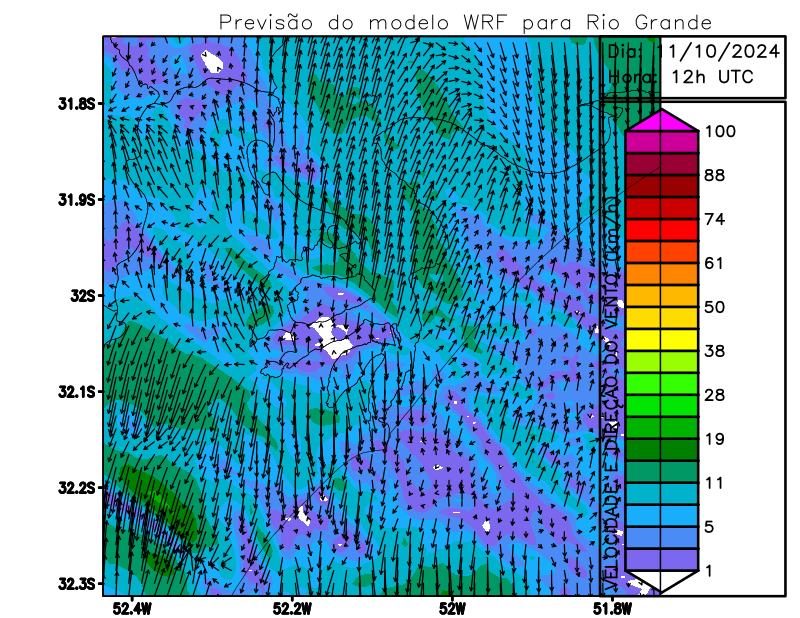 Previsão do modelo WRF para Rio Grande
Dia: 11/10/2024
Hora: 12h UTC
VELOCIDADE E DIREÇÃO DO VENTO (km/h)
100
88
74
61
50
38
28
19
11
5
1
31.8S
31.9S
32S
32.1S
32.2S
32.3S
52.4W
52.2W
52W
51.8W